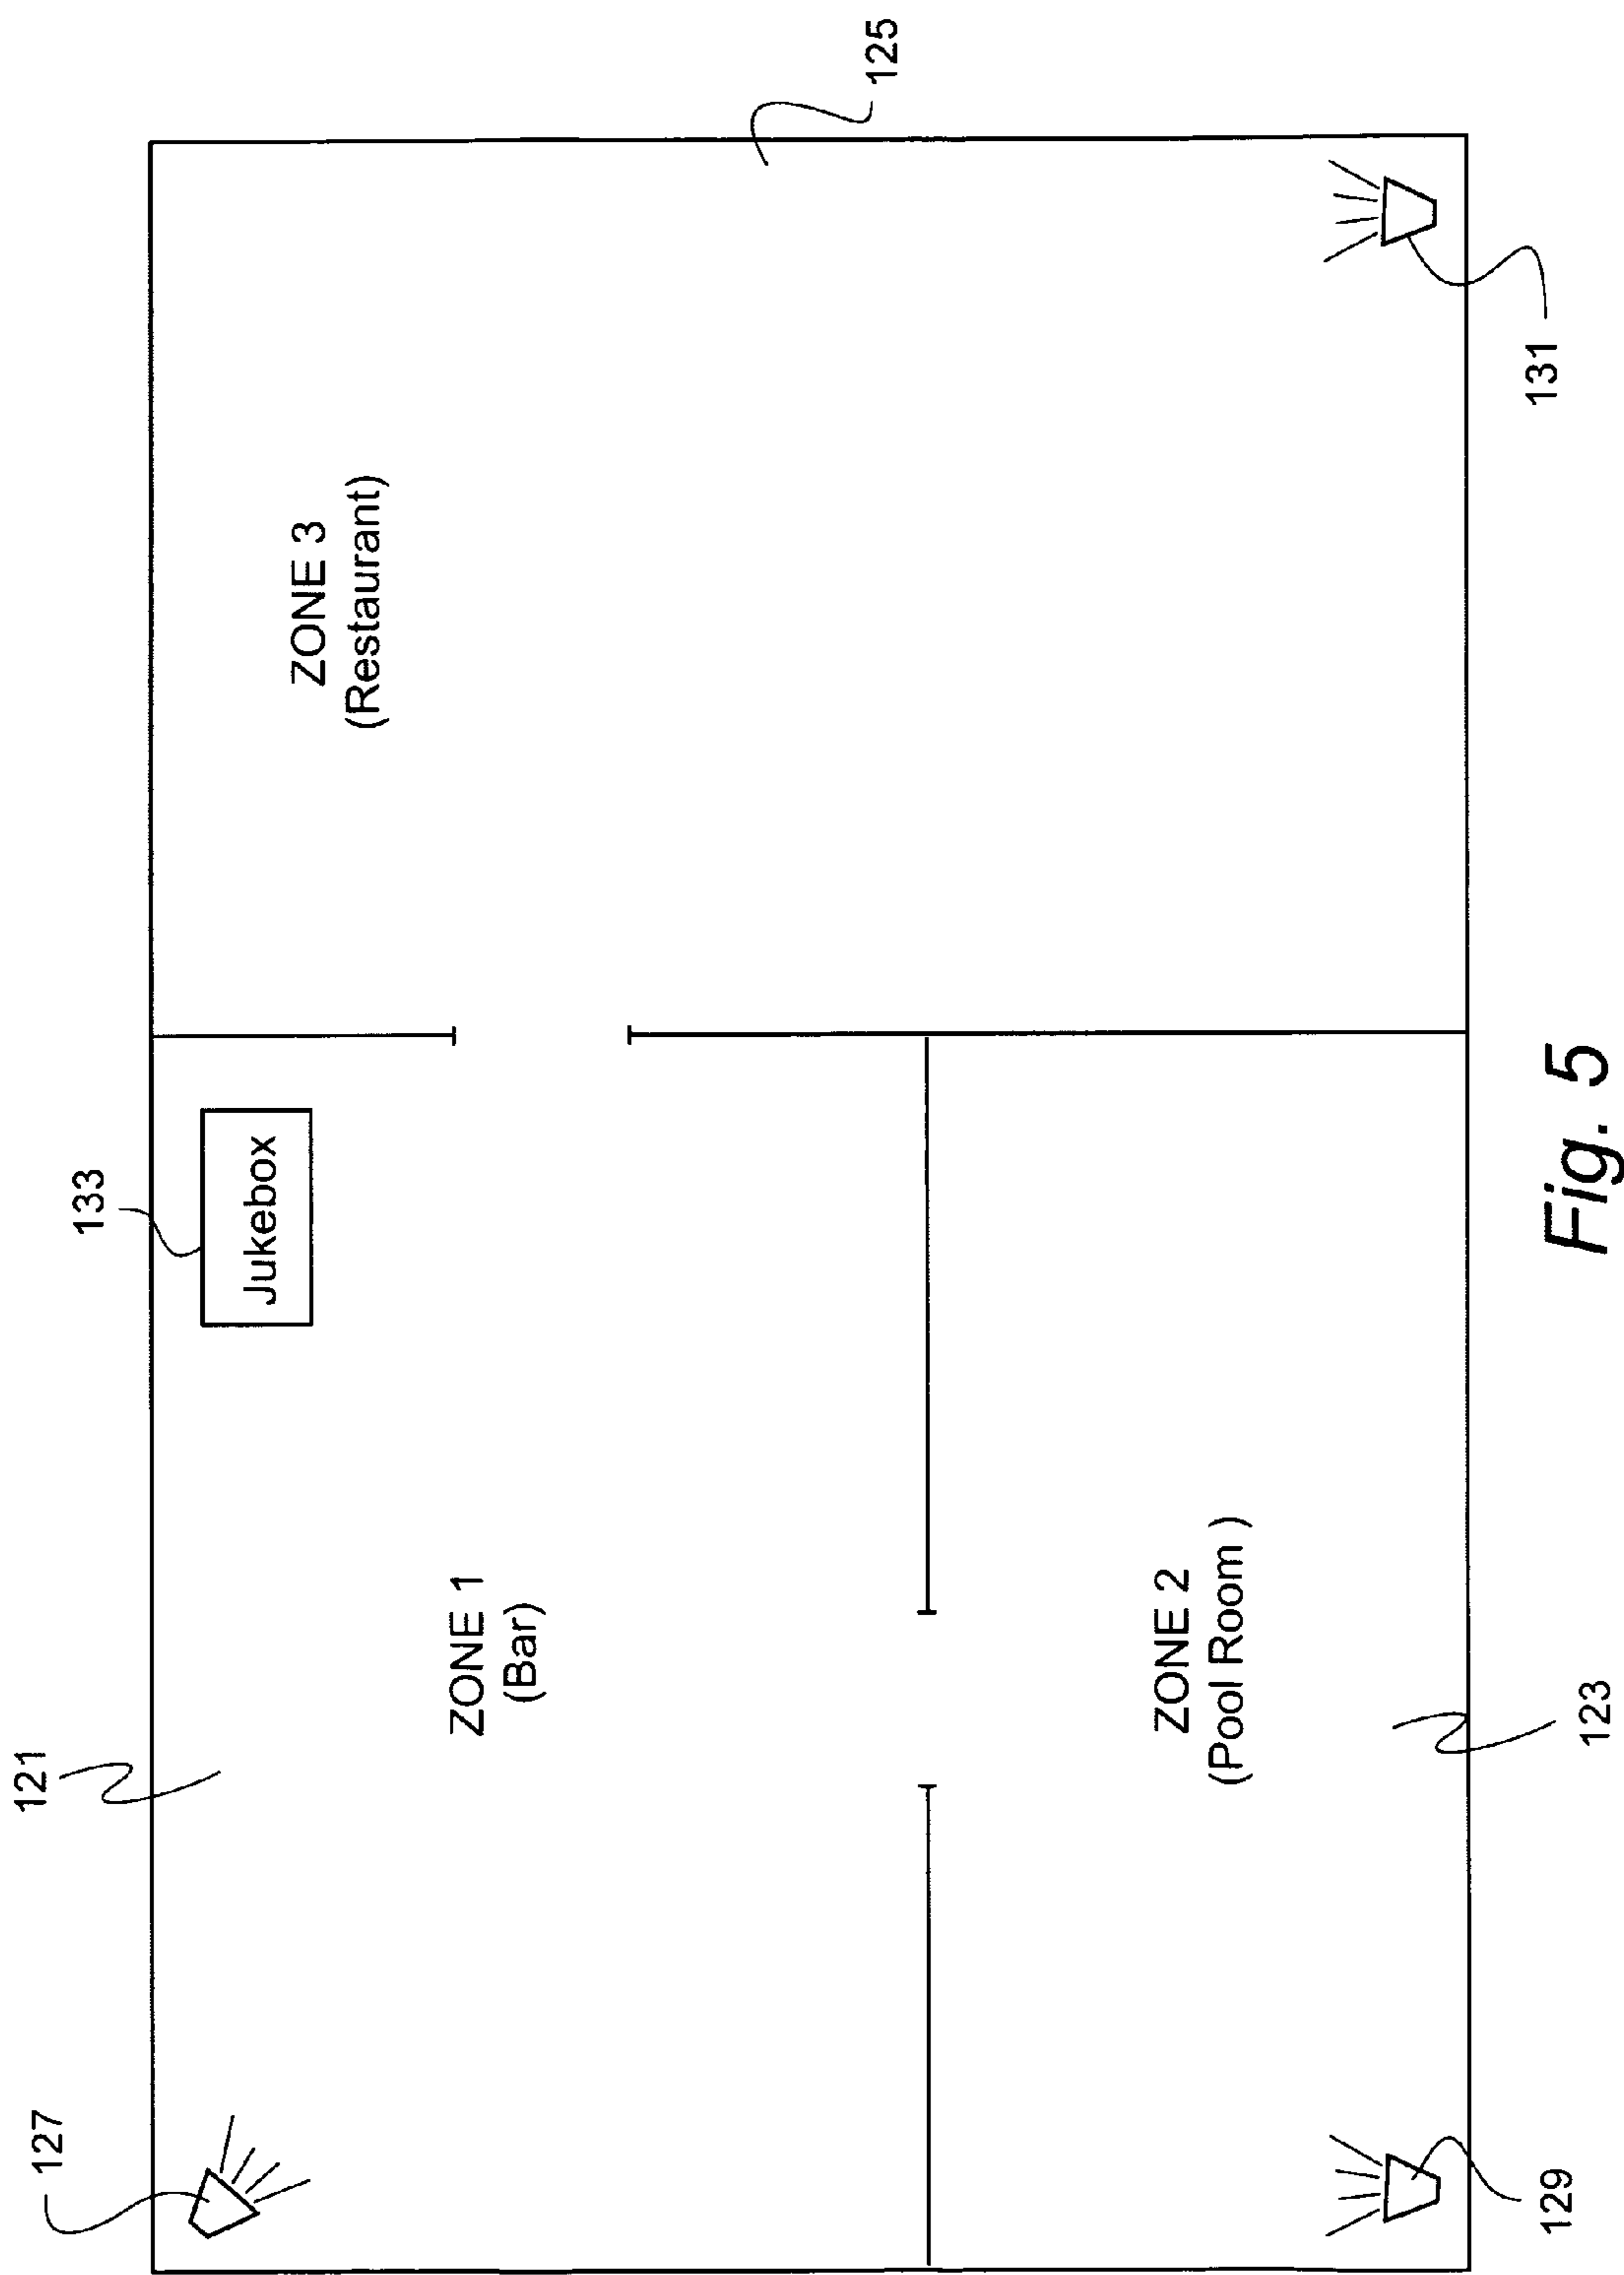 127
121
133
Jukebox
ZONE 1
(Bar)
ZONE 3
(Restaurant)
125
ZONE 2
(Pool Room )
129
123
131
Fig. 5